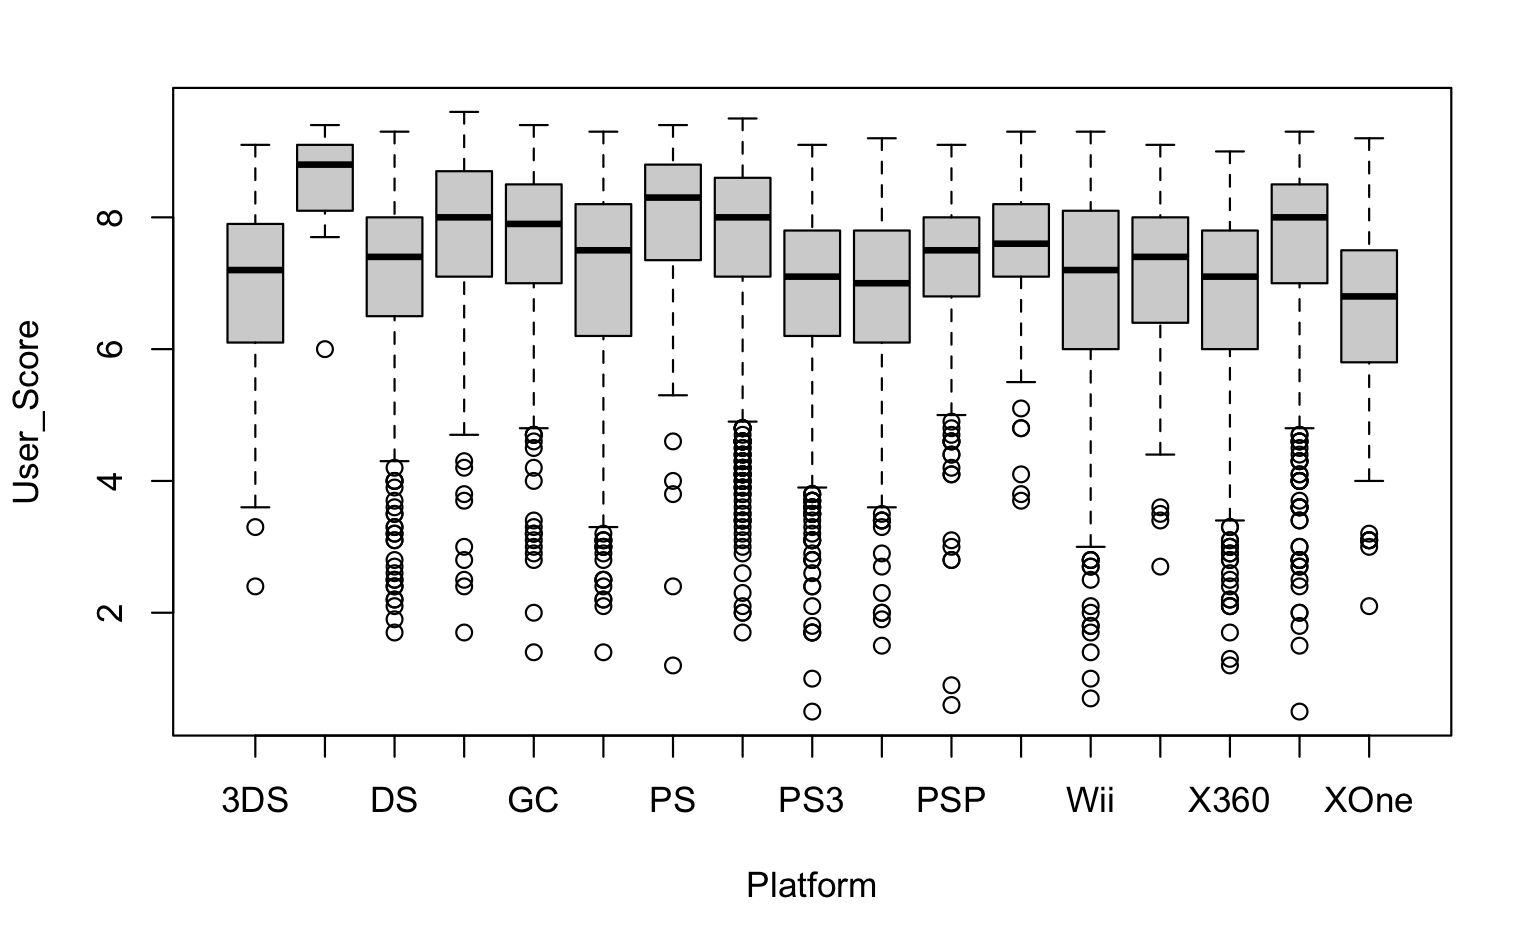 User_Score
8
6
4
2
3DS DS GC PS PS3 PSP Wii X360 XOne
Platform